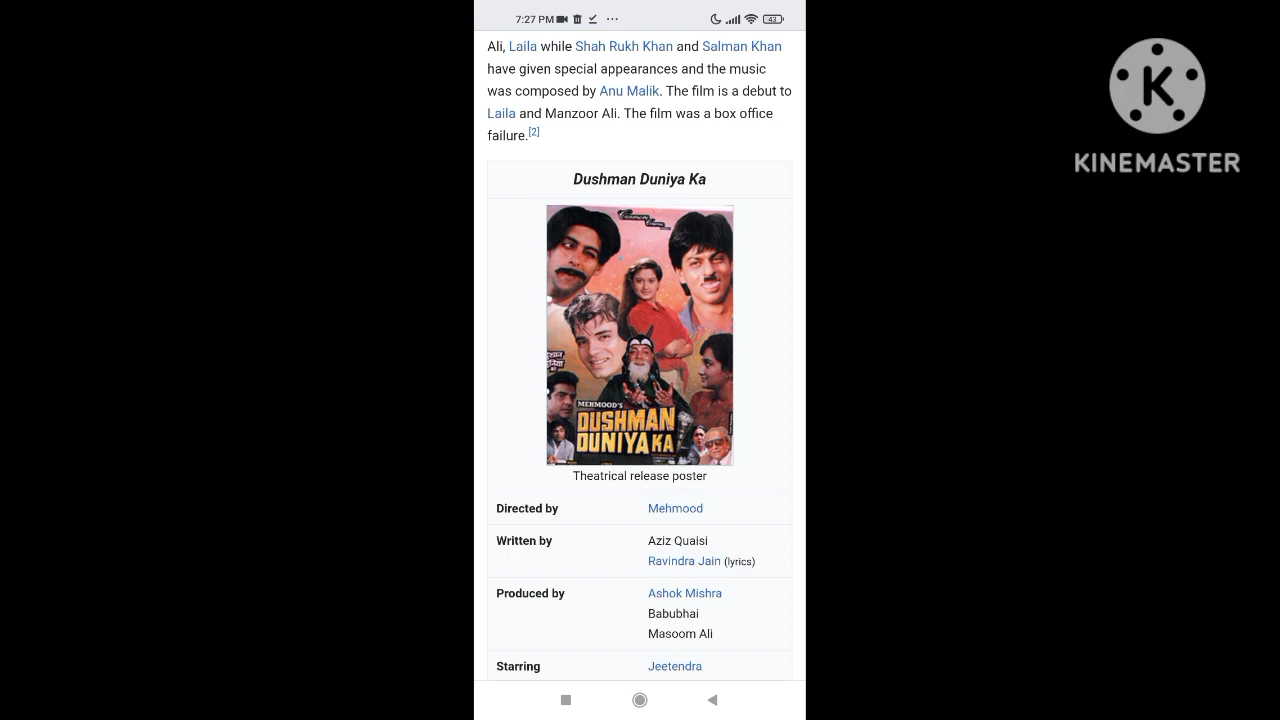 7:27 PM
43
Ali, Laila while Shah Rukh Khan and Salman Khan
have given special appearances and the music
was composed by Anu Malik. The film is a debut to
Laila and Manzoor Ali. The film was a box office
failure.[2]
Dushman Duniya Ka
MEHMOOD'S
DUSHMAN
DUNIYA KA
Theatrical release poster
Directed by Mehmood
Written by Aziz Quaisi
Ravindra Jain (lyrics)
Produced by Ashok Mishra
Babubhai
Masoom Ali
Starring Jeetendra
K
KINEMASTER